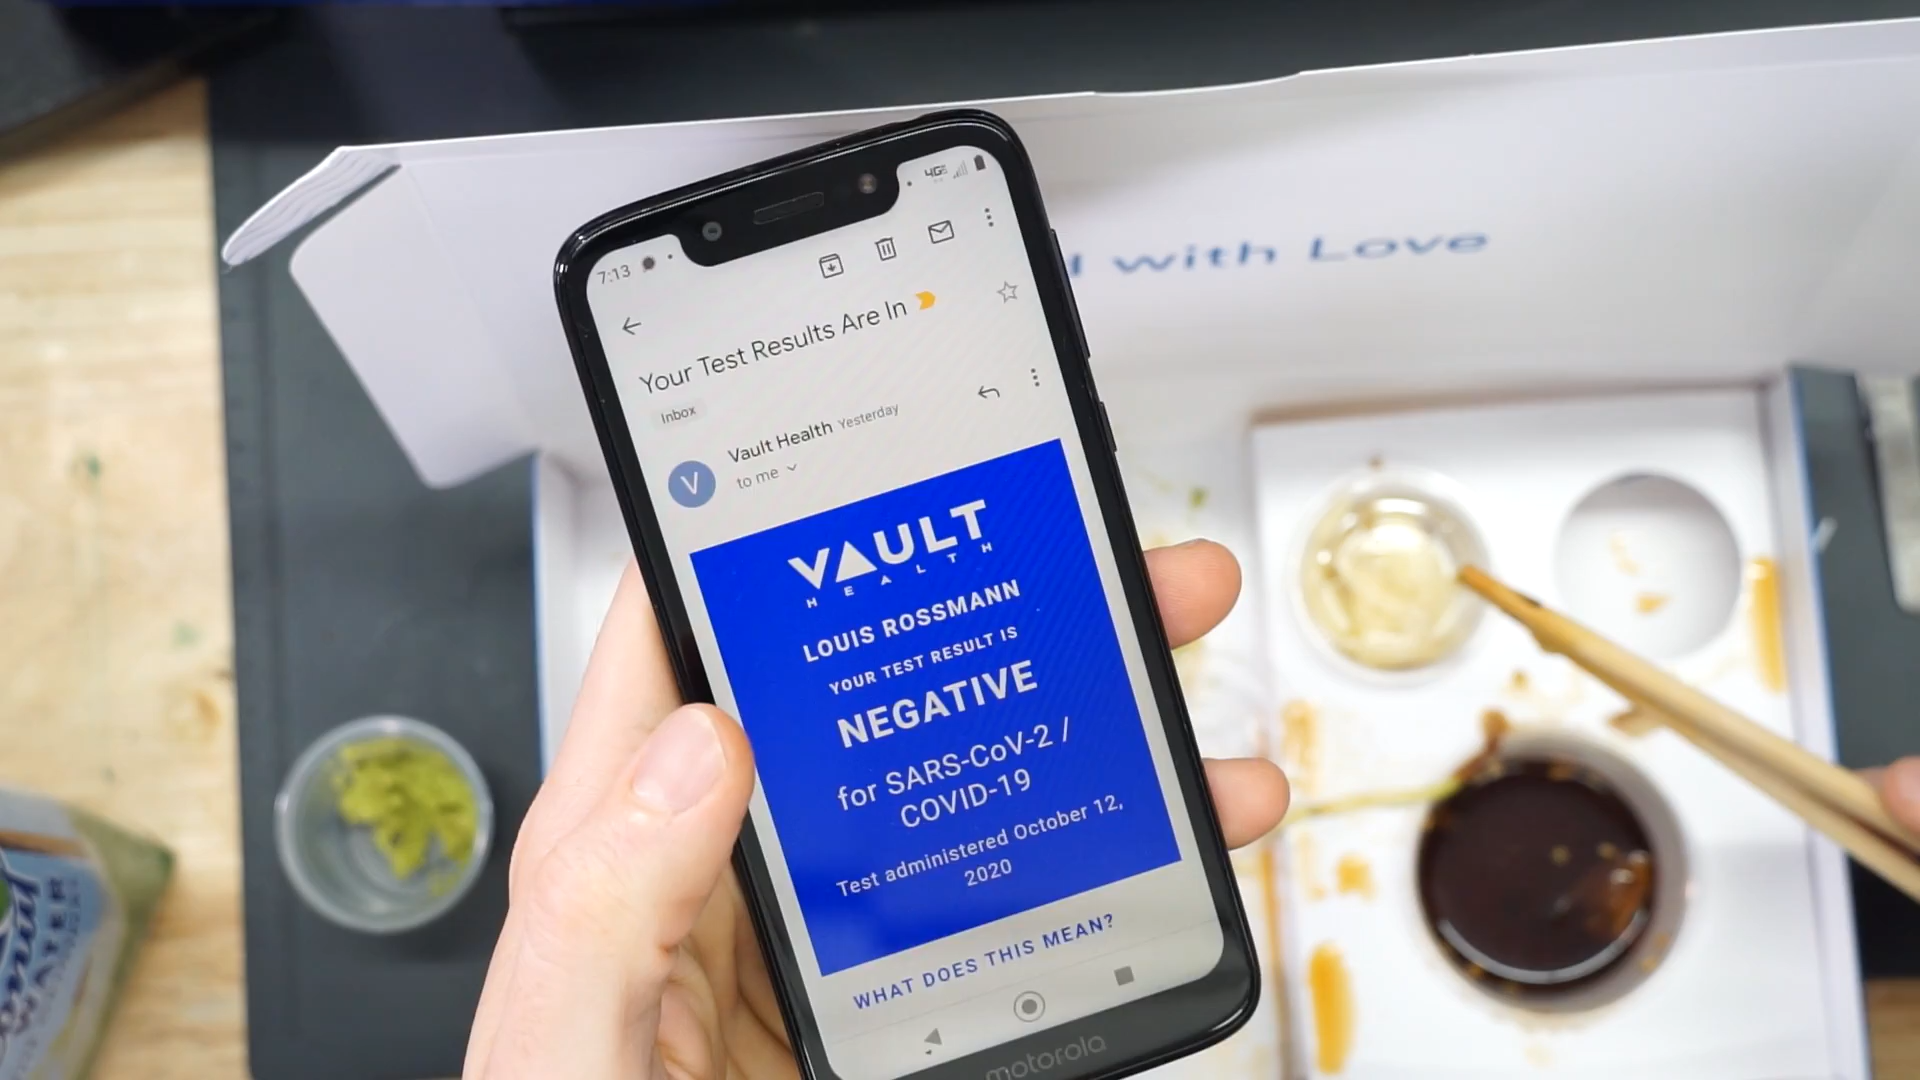 with Love
7:13
4G
Your Test Results Are In
Inbox
Vault Health Yesterday
to me
V
VAULT
HEALTH
LOUIS ROSSMANN
YOUR TEST RESULT IS
NEGATIVE
for SARS-CoV-2 /
COVID-19
Test administered October 12,
2020
WHAT DOES THIS MEAN?
motorola
WATER